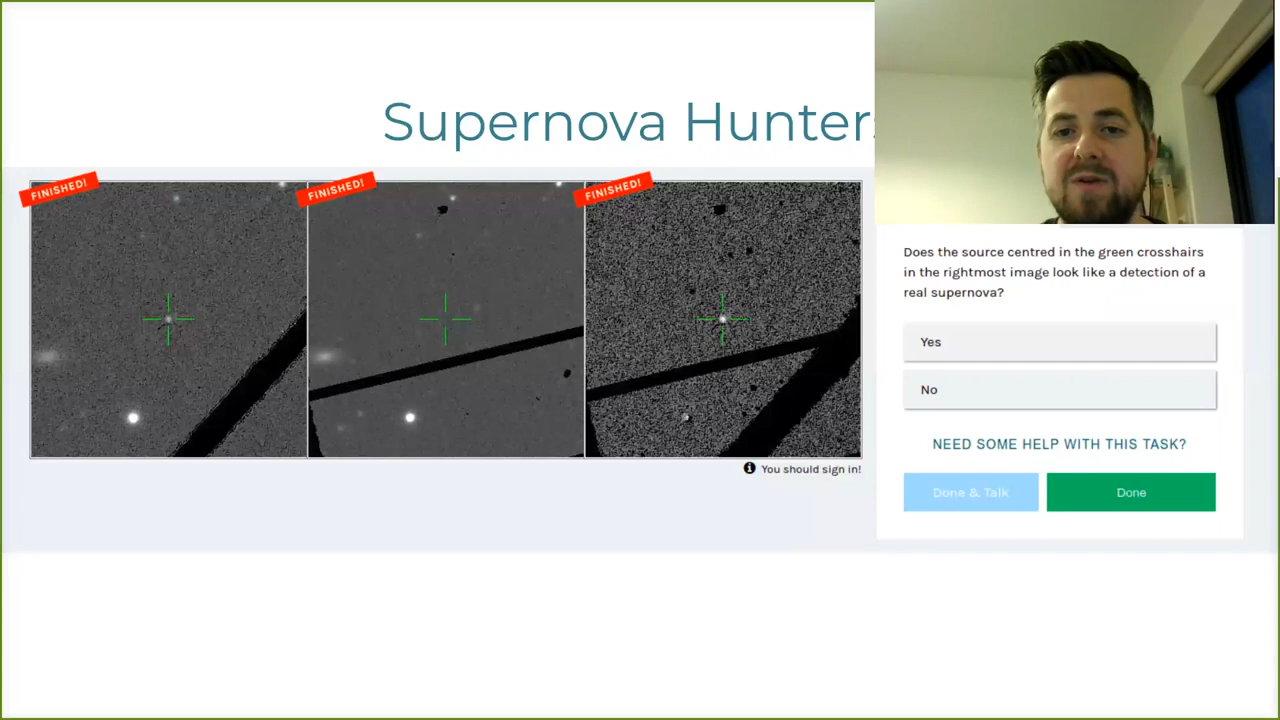 Supernova Hunters
FINISHED!
FINISHED!
FINISHED!
Does the source centred in the green crosshairs
in the rightmost image look like a detection of a
real supernova?
Yes
No
NEED SOME HELP WITH THIS TASK?
You should sign in!
Done & Talk
Done